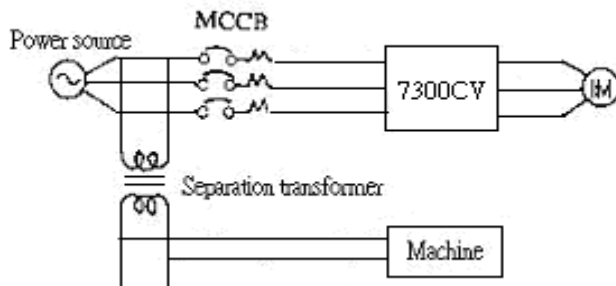 MCCB
Power source
7300CV
IM
Separation transformer
Machine